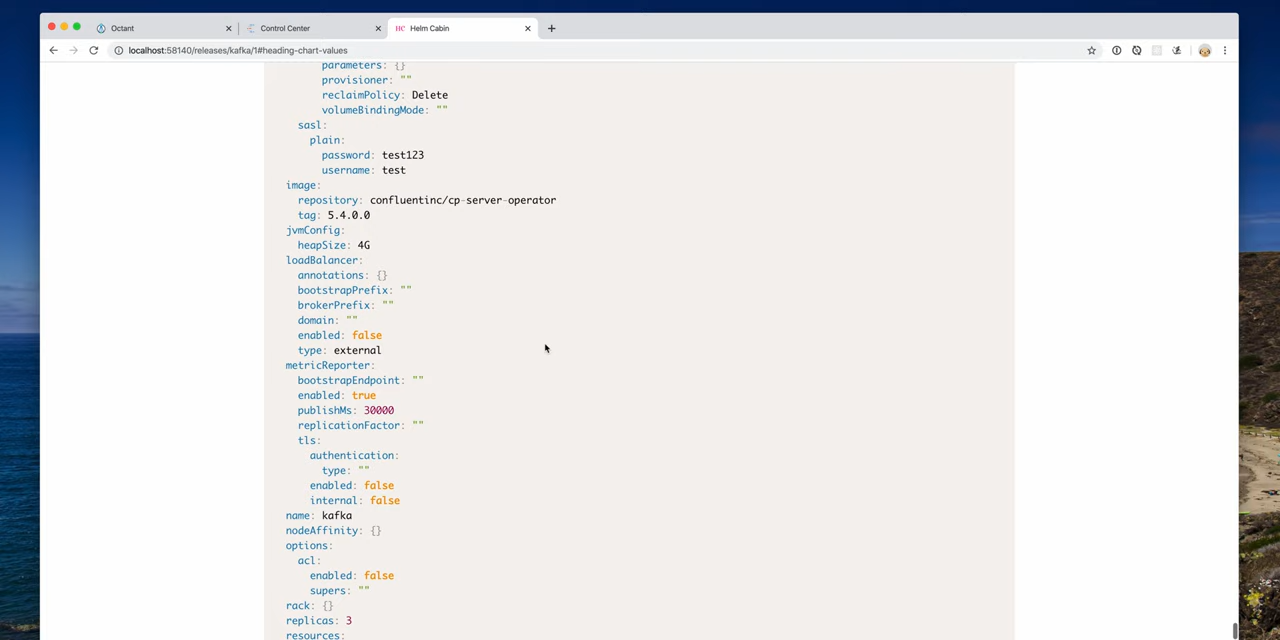 Octant
Control Center
HC Helm Cabin
localhost:58140/releases/kafka/1#heading-chart-values
parameters: {}
provisioner: ""
reclaimPolicy: Delete
volumeBindingMode: ""
sasl:
plain:
password: test123
username: test
image:
repository: confluentinc/cp-server-operator
tag: 5.4.0.0
jvmConfig:
heapSize: 4G
loadBalancer:
annotations: {}
bootstrapPrefix: ""
brokerPrefix: ""
domain: ""
enabled: false
type: external
metricReporter:
bootstrapEndpoint: ""
enabled: true
publishMs: 30000
replicationFactor: ""
tls:
authentication:
type: ""
enabled: false
internal: false
name: kafka
nodeAffinity: {}
options:
acl:
enabled: false
supers: ""
rack: {}
replicas: 3
resources: